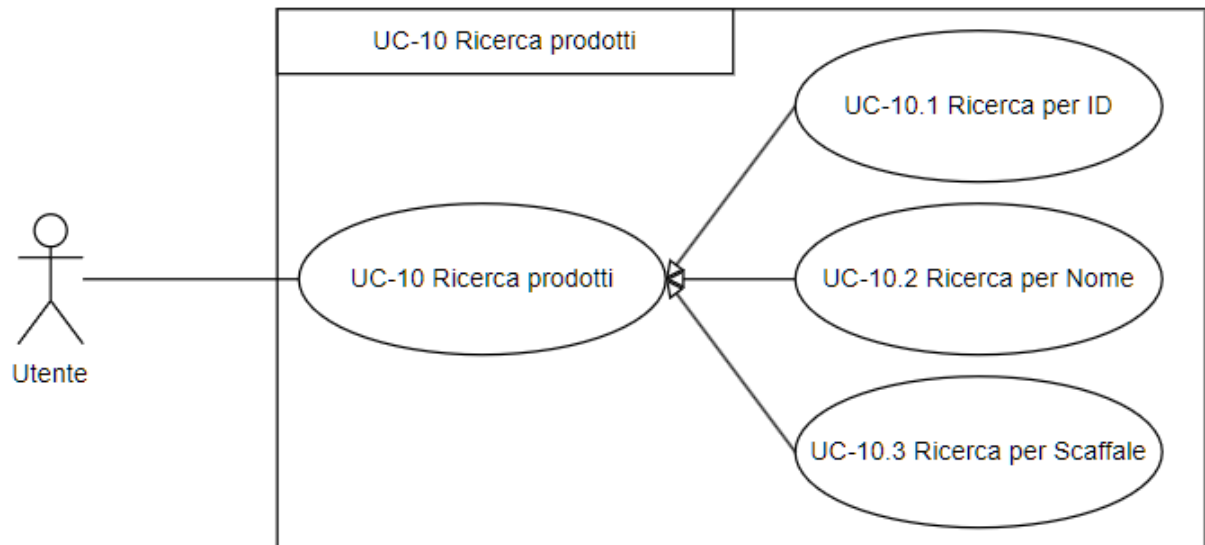 UC-10 Ricerca prodotti
UC-10.1 Ricerca per ID
UC-10 Ricerca prodotti
UC-10.2 Ricerca per Nome
Utente
UC-10.3 Ricerca per Scaffale